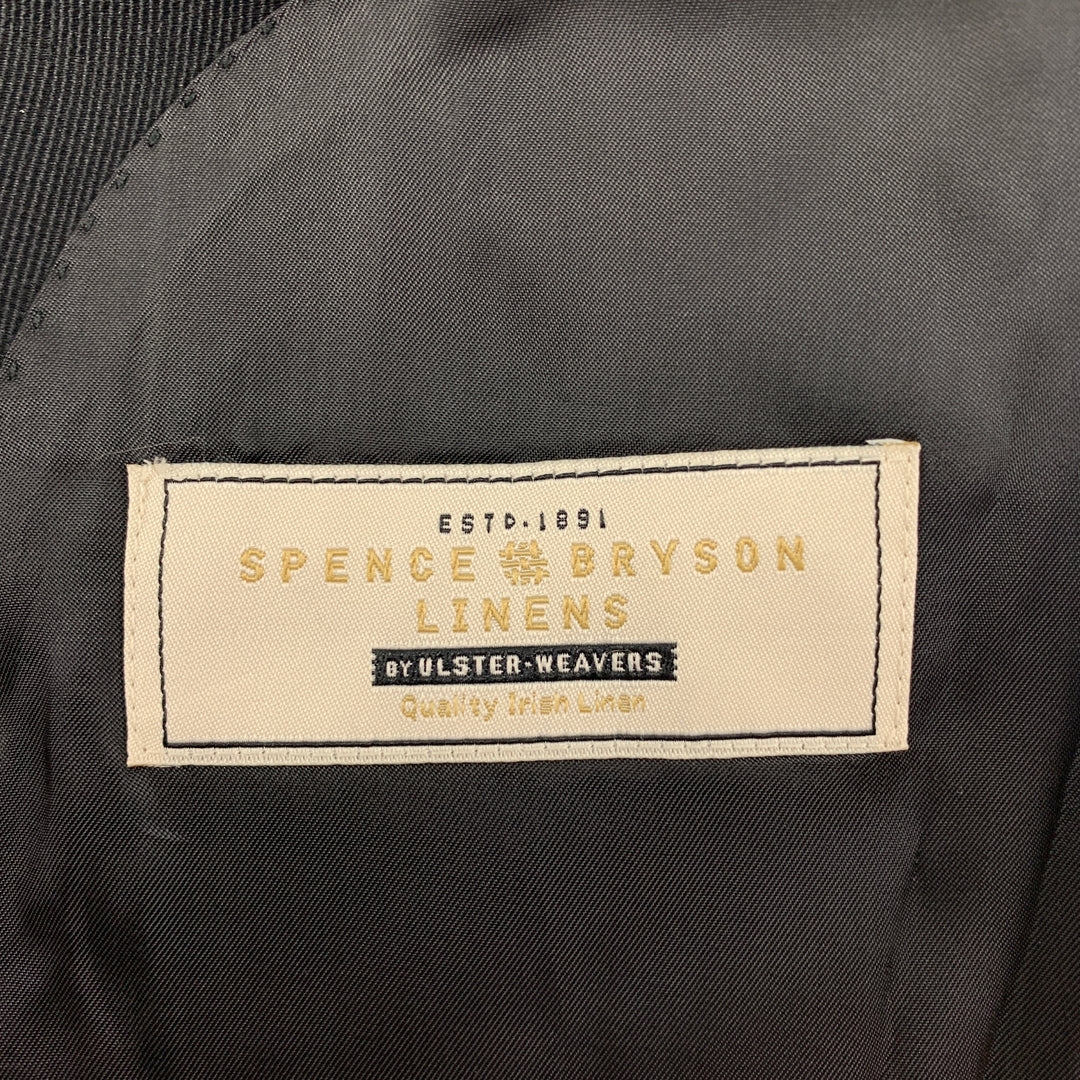 ESTD·1891
SPENCE BRYSON
LINENS
BY ULSTER·WEAVERS
Quality Irish Linen